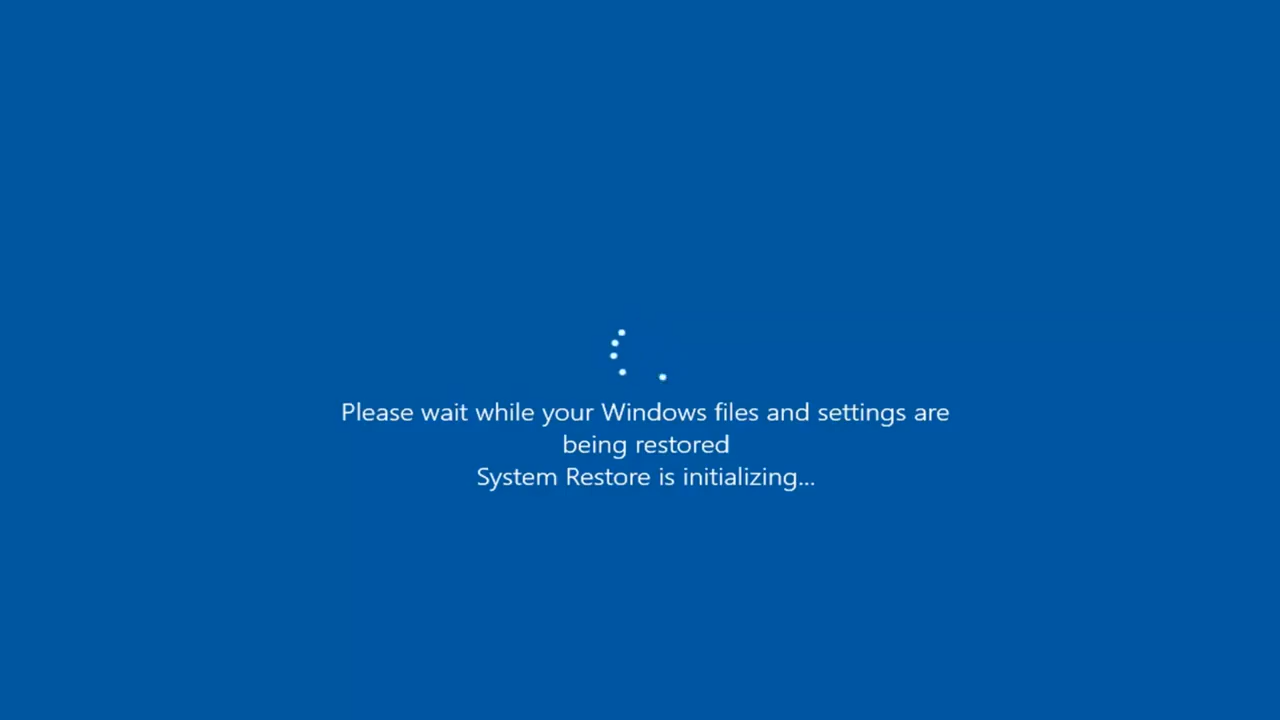 Please wait while your Windows files and settings are
being restored
System Restore is initializing...